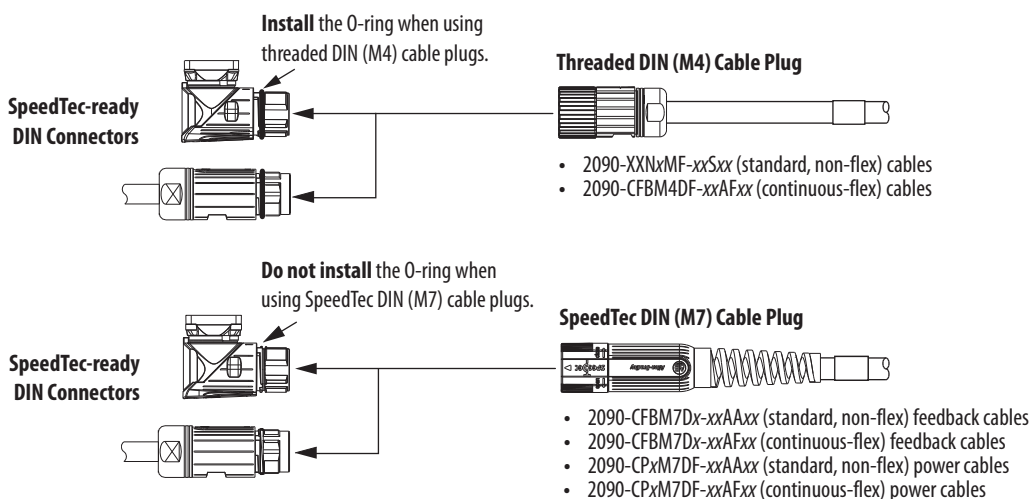 Install the O-ring when using
threaded DIN (M4) cable plugs.
Threaded DIN (M4) Cable Plug
SpeedTec-ready
DIN Connectors
• 2090-XXNxMF-xxSxx (standard, non-flex) cables
• 2090-CFBM4DF-xxAFxx (continuous-flex) cables
Do not install the O-ring when
using SpeedTec DIN (M7) cable plugs.
SpeedTec DIN (M7) Cable Plug
SpeedTec-ready
DIN Connectors
Allen-Bradley
• 2090-CFBM7Dx-xxAAxx (standard, non-flex) feedback cables
• 2090-CFBM7Dx-xxAFxx (continuous-flex) feedback cables
• 2090-CPxM7DF-xxAAxx (standard, non-flex) power cables
• 2090-CPxM7DF-xxAFxx (continuous-flex) power cables